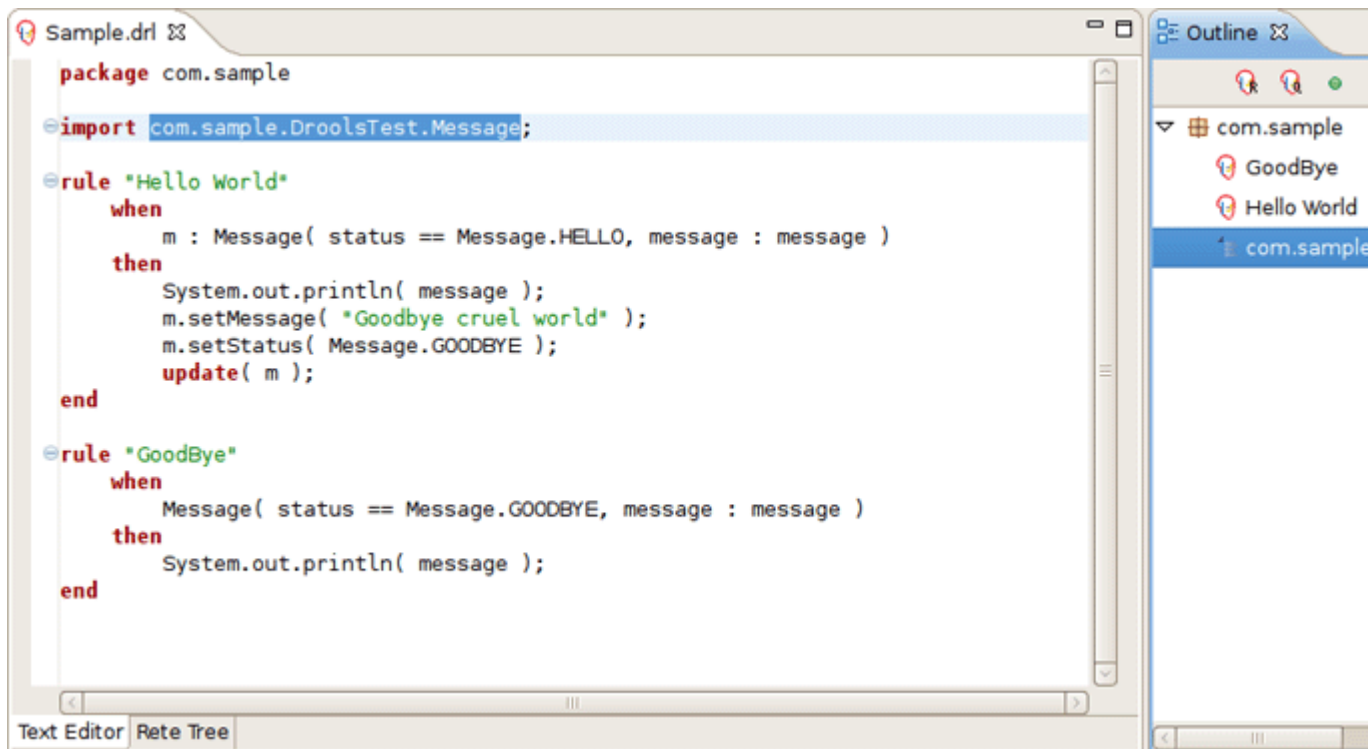 Sample.drl
package com.sample
import com.sample.DroolsTest.Message;
rule "Hello World"
when
m : Message( status == Message.HELLO, message : message )
then
System.out.println( message );
m.setMessage( "Goodbye cruel world" );
m.setStatus( Message.GOODBYE );
update( m );
end
rule "GoodBye"
when
Message( status == Message.GOODBYE, message : message )
then
System.out.println( message );
end
Text Editor Rete Tree
Outline
R Q
com.sample
GoodBye
Hello World
com.sample